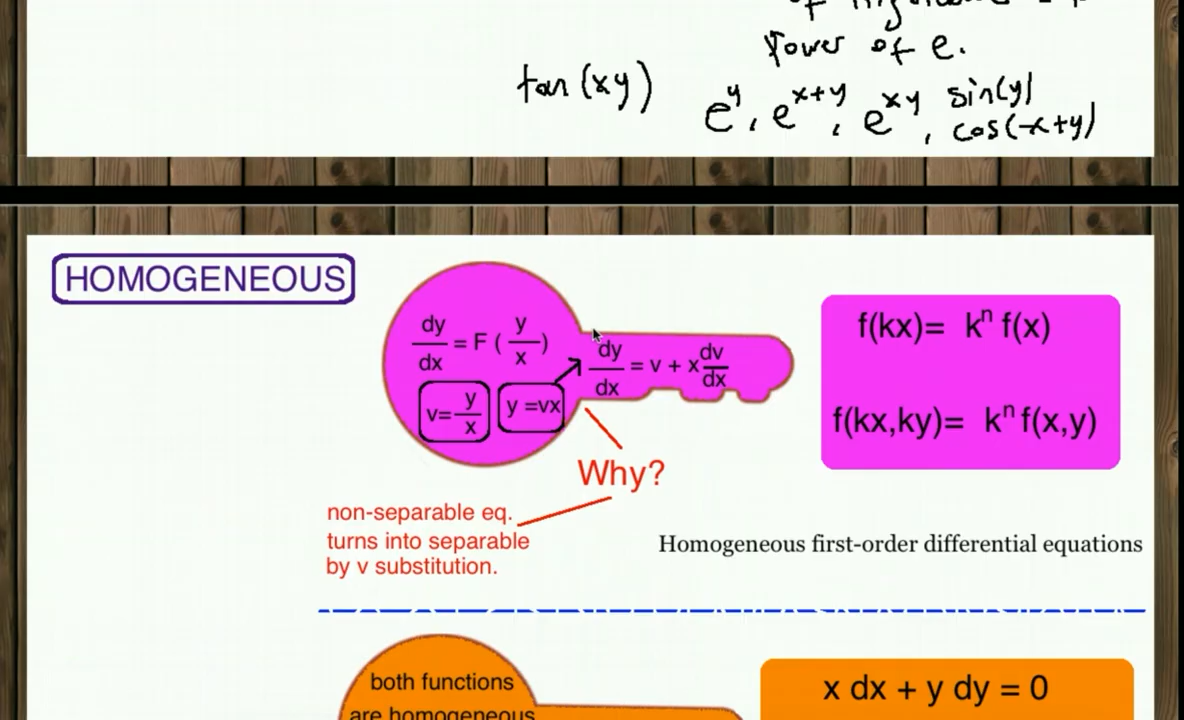 Power of e.
tan (xy)
e^y, e^{x+y}, e^{xy}, sin(y)
cos(-x+y)
HOMOGENEOUS
dy/dx = F ( y/x )
v= y/x
y =vx
dy/dx = v + x dv/dx
f(kx)= k^n f(x)
f(kx,ky)= k^n f(x,y)
Why?
non-separable eq.
turns into separable
by v substitution.
Homogeneous first-order differential equations
both functions
are homogeneous
x dx + y dy = 0